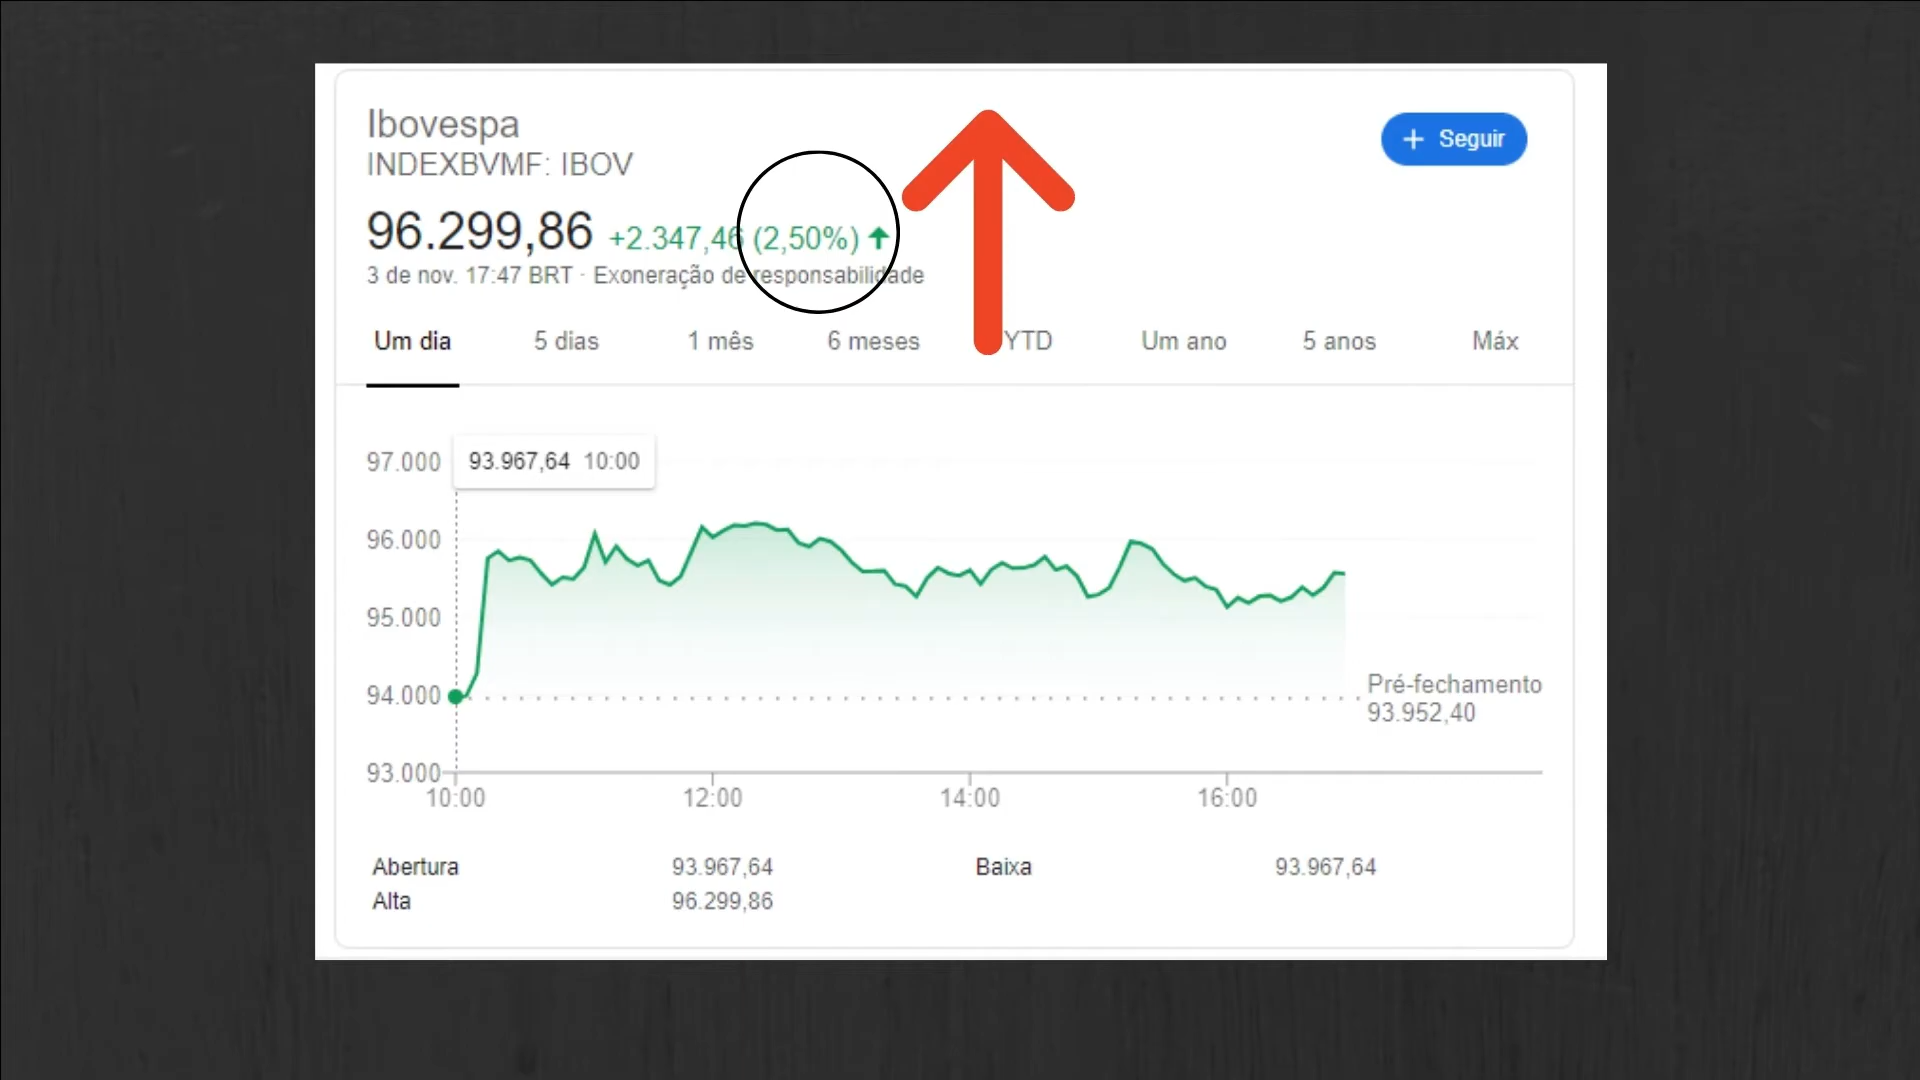 Ibovespa
INDEXBVMF: IBOV
+ Seguir
96.299,86 +2.347,46 (2,50%)
3 de nov. 17:47 BRT · Exoneração de responsabilidade
Um dia 5 dias 1 mês 6 meses YTD Um ano 5 anos Máx
97.000
93.967,64 10:00
96.000
95.000
94.000
Pré-fechamento
93.952,40
93.000
10:00 12:00 14:00 16:00
Abertura 93.967,64 Baixa 93.967,64
Alta 96.299,86